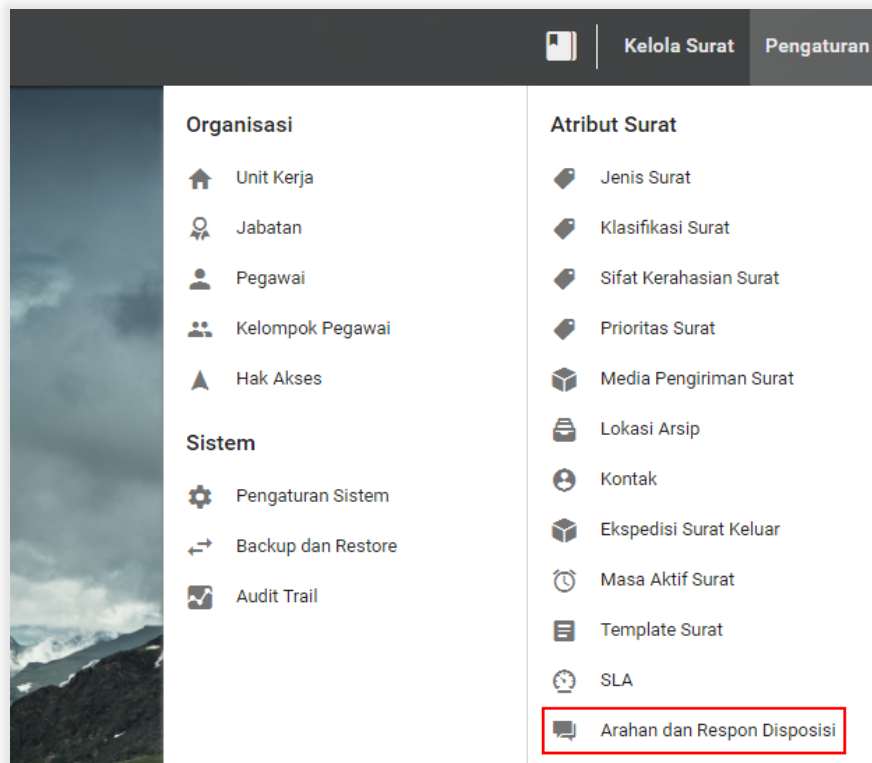 Kelola Surat
Pengaturan
Organisasi
Unit Kerja
Jabatan
Pegawai
Kelompok Pegawai
Hak Akses
Sistem
Pengaturan Sistem
Backup dan Restore
Audit Trail
Atribut Surat
Jenis Surat
Klasifikasi Surat
Sifat Kerahasian Surat
Prioritas Surat
Media Pengiriman Surat
Lokasi Arsip
Kontak
Ekspedisi Surat Keluar
Masa Aktif Surat
Template Surat
SLA
Arahan dan Respon Disposisi